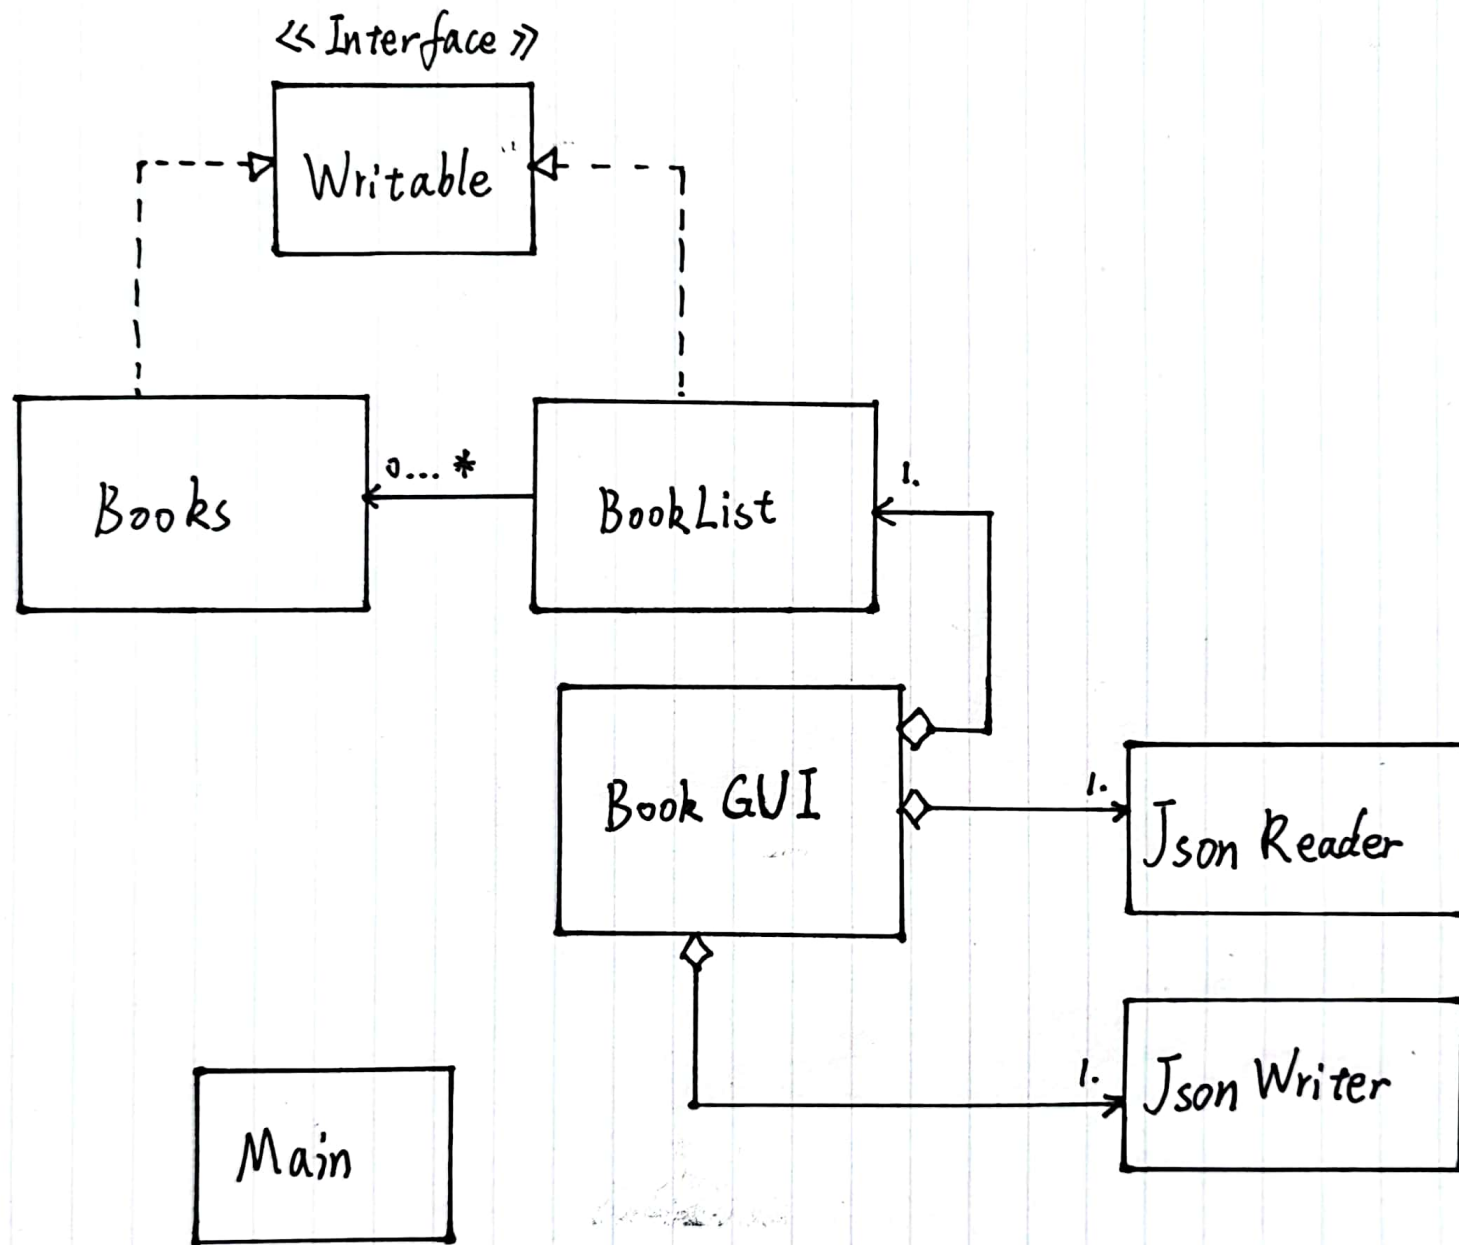 << Interface >>
Writable
0... *
1.
Books
BookList
Book GUI
1.
Json Reader
1.
Json Writer
Main